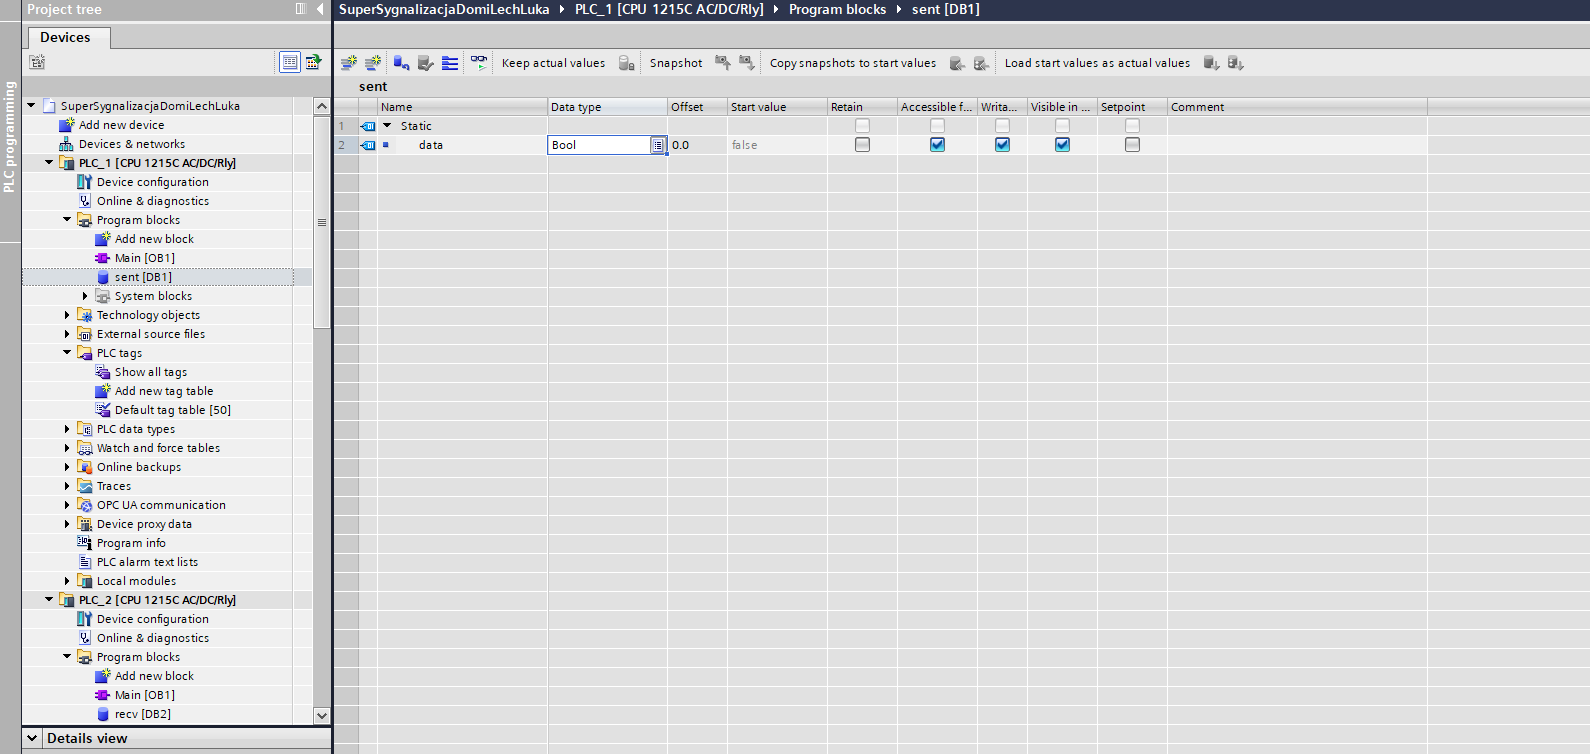 Project tree
Devices
PLC programming
SuperSygnalizacjaDomiLechLuka
Add new device
Devices & networks
PLC_1 [CPU 1215C AC/DC/Rly]
Device configuration
Online & diagnostics
Program blocks
Add new block
Main [OB1]
sent [DB1]
System blocks
Technology objects
External source files
PLC tags
Show all tags
Add new tag table
Default tag table [50]
PLC data types
Watch and force tables
Online backups
Traces
OPC UA communication
Device proxy data
Program info
PLC alarm text lists
Local modules
PLC_2 [CPU 1215C AC/DC/Rly]
Device configuration
Online & diagnostics
Program blocks
Add new block
Main [OB1]
recv [DB2]
Details view
SuperSygnalizacjaDomiLechLuka PLC_1 [CPU 1215C AC/DC/Rly] Program blocks sent [DB1]
Keep actual values Snapshot Copy snapshots to start values Load start values as actual values
sent
Name Data type Offset Start value Retain Accessible f... Writa... Visible in ... Setpoint Comment
1 Static
2 data Bool 0.0 false